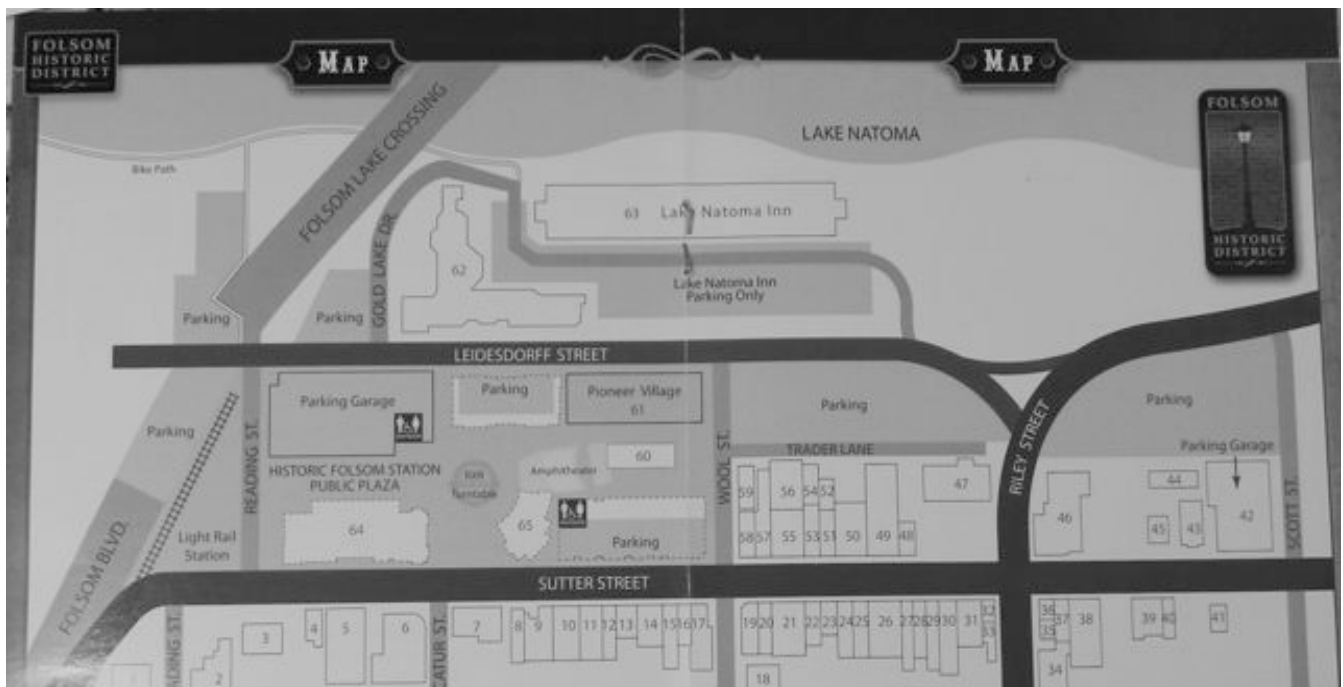 FOLSOM
HISTORIC
DISTRICT
MAP
MAP
FOLSOM
HISTORIC
DISTRICT
LAKE NATOMA
Bike Path
FOLSOM LAKE CROSSING
GOLD LAKE DR.
63 Lake Natoma Inn
62
Lake Natoma Inn
Parking Only
Parking
Parking
LEIDESDORFF STREET
Parking Garage
Parking
Pioneer Village
61
Parking
Parking
Parking
READING ST.
WOOL ST.
TRADER LANE
RILEY STREET
Parking Garage
SCOTT ST.
HISTORIC FOLSOM STATION
PUBLIC PLAZA
Turntable
Amphitheater
60
64
65
Parking
Light Rail
Station
FOLSOM BLVD.
59
56
54
52
47
58
57
55
53
51
50
49
48
46
44
45
43
42
SUTTER STREET
READING ST.
2
3
4
5
6
CATUR ST.
7
8
9
10
11
12
13
14
15
16
17
18
19
20
21
22
23
24
25
26
27
28
29
30
31
32
33
34
35
36
37
38
39
40
41